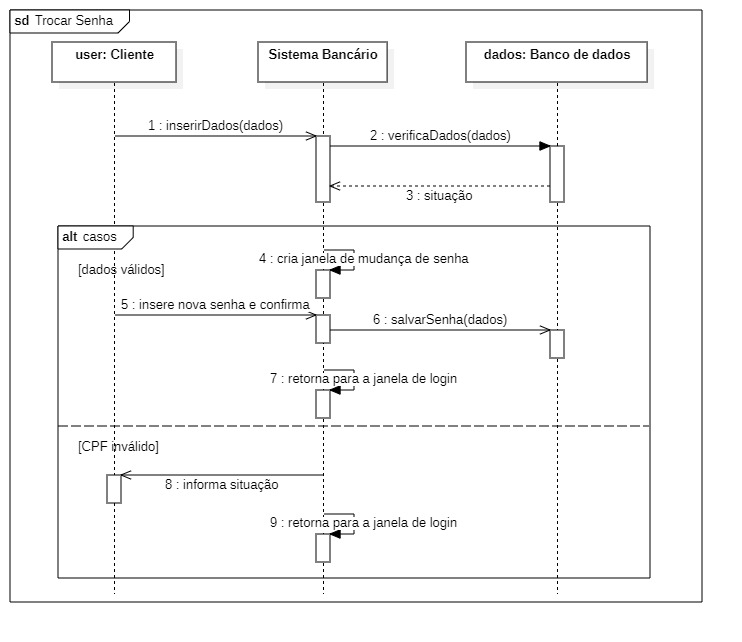 sd Trocar Senha
user: Cliente
Sistema Bancário
dados: Banco de dados
1 : inserirDados(dados)
2 : verificaDados(dados)
3 : situação
alt casos
4 : cria janela de mudança de senha
[dados válidos]
5 : insere nova senha e confirma
6 : salvarSenha(dados)
7 : retorna para a janela de login
[CPF inválido]
8 : informa situação
9 : retorna para a janela de login